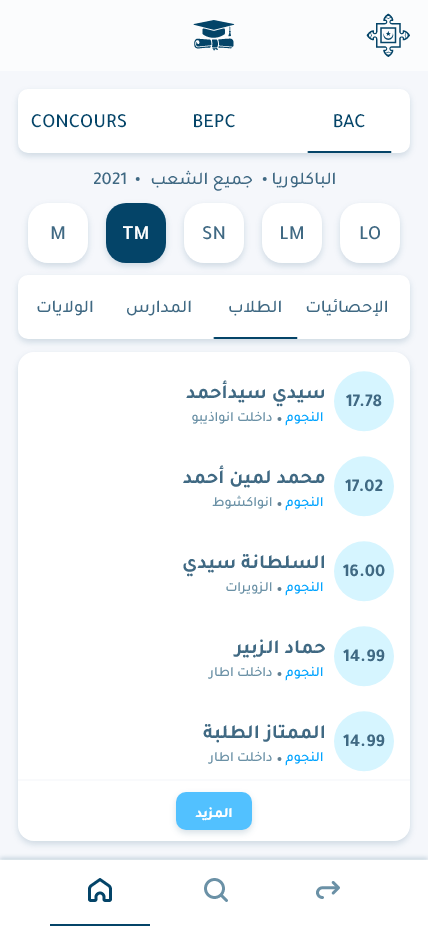 BAC BEPC CONCOURS
الباكلوريا • جميع الشعب • 2021
LO LM SN TM M
الإحصائيات الطلاب المدارس الولايات
17.78
سيدي سيدأحمد
النجوم • داخلت انواذيبو
17.02
محمد لمين أحمد
النجوم • انواكشوط
16.00
السلطانة سيدي
النجوم • الزويرات
14.99
حماد الزبير
النجوم • داخلت اطار
14.99
الممتاز الطلبة
النجوم • داخلت اطار
المزيد